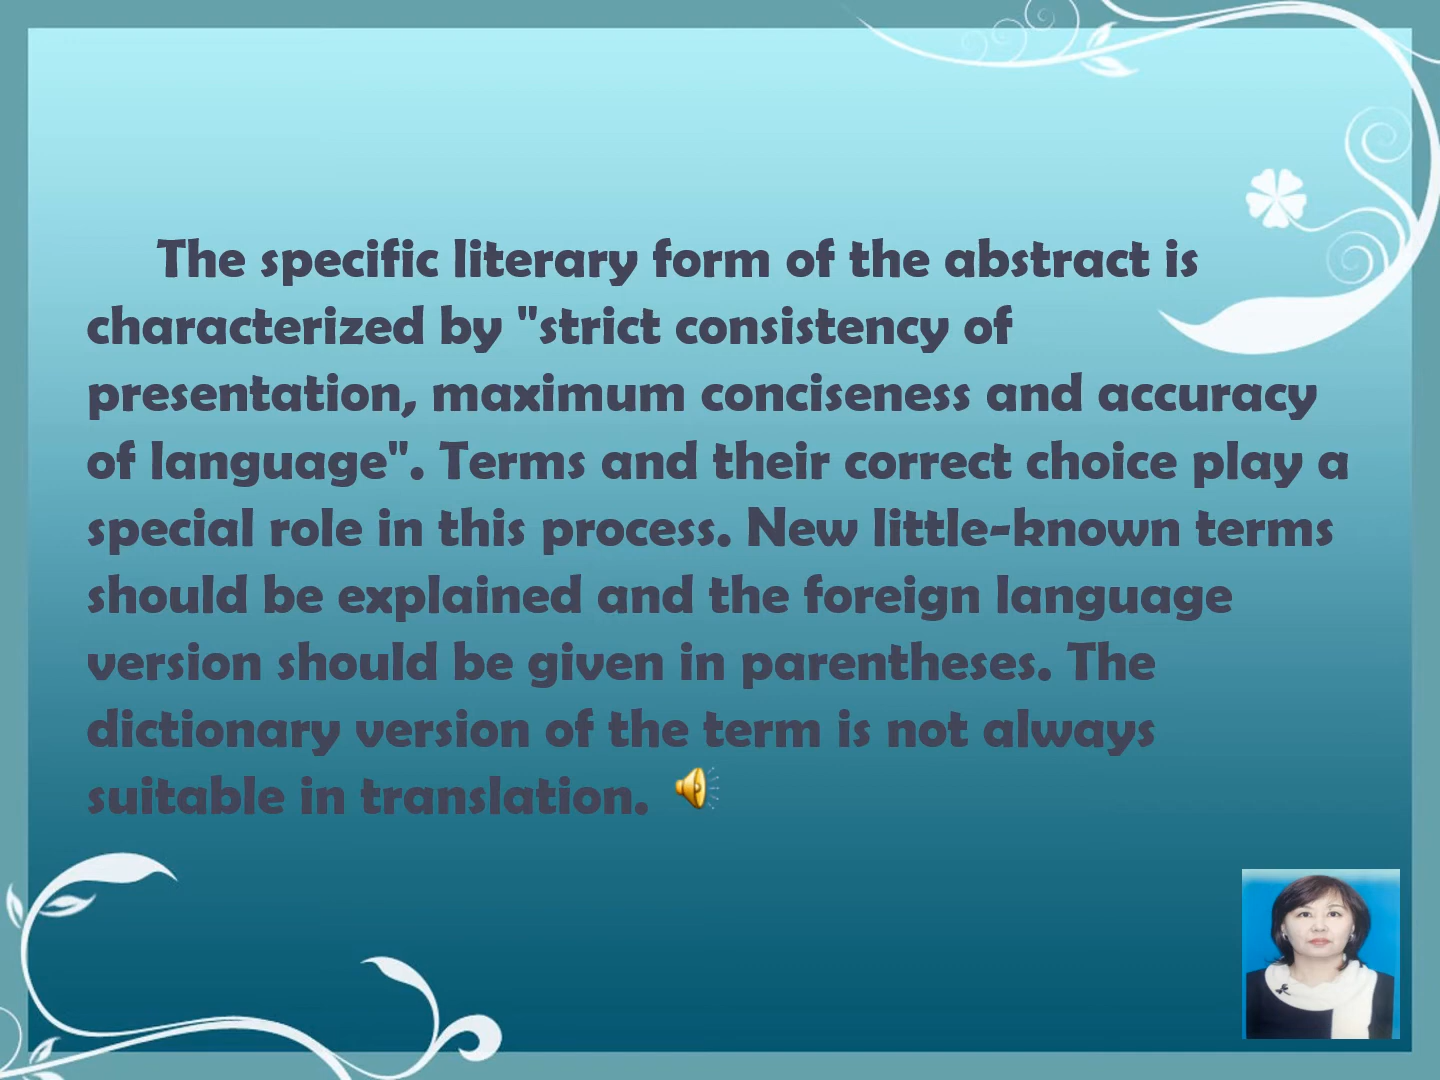 The specific literary form of the abstract is
characterized by "strict consistency of
presentation, maximum conciseness and accuracy
of language". Terms and their correct choice play a
special role in this process. New little-known terms
should be explained and the foreign language
version should be given in parentheses. The
dictionary version of the term is not always
suitable in translation.